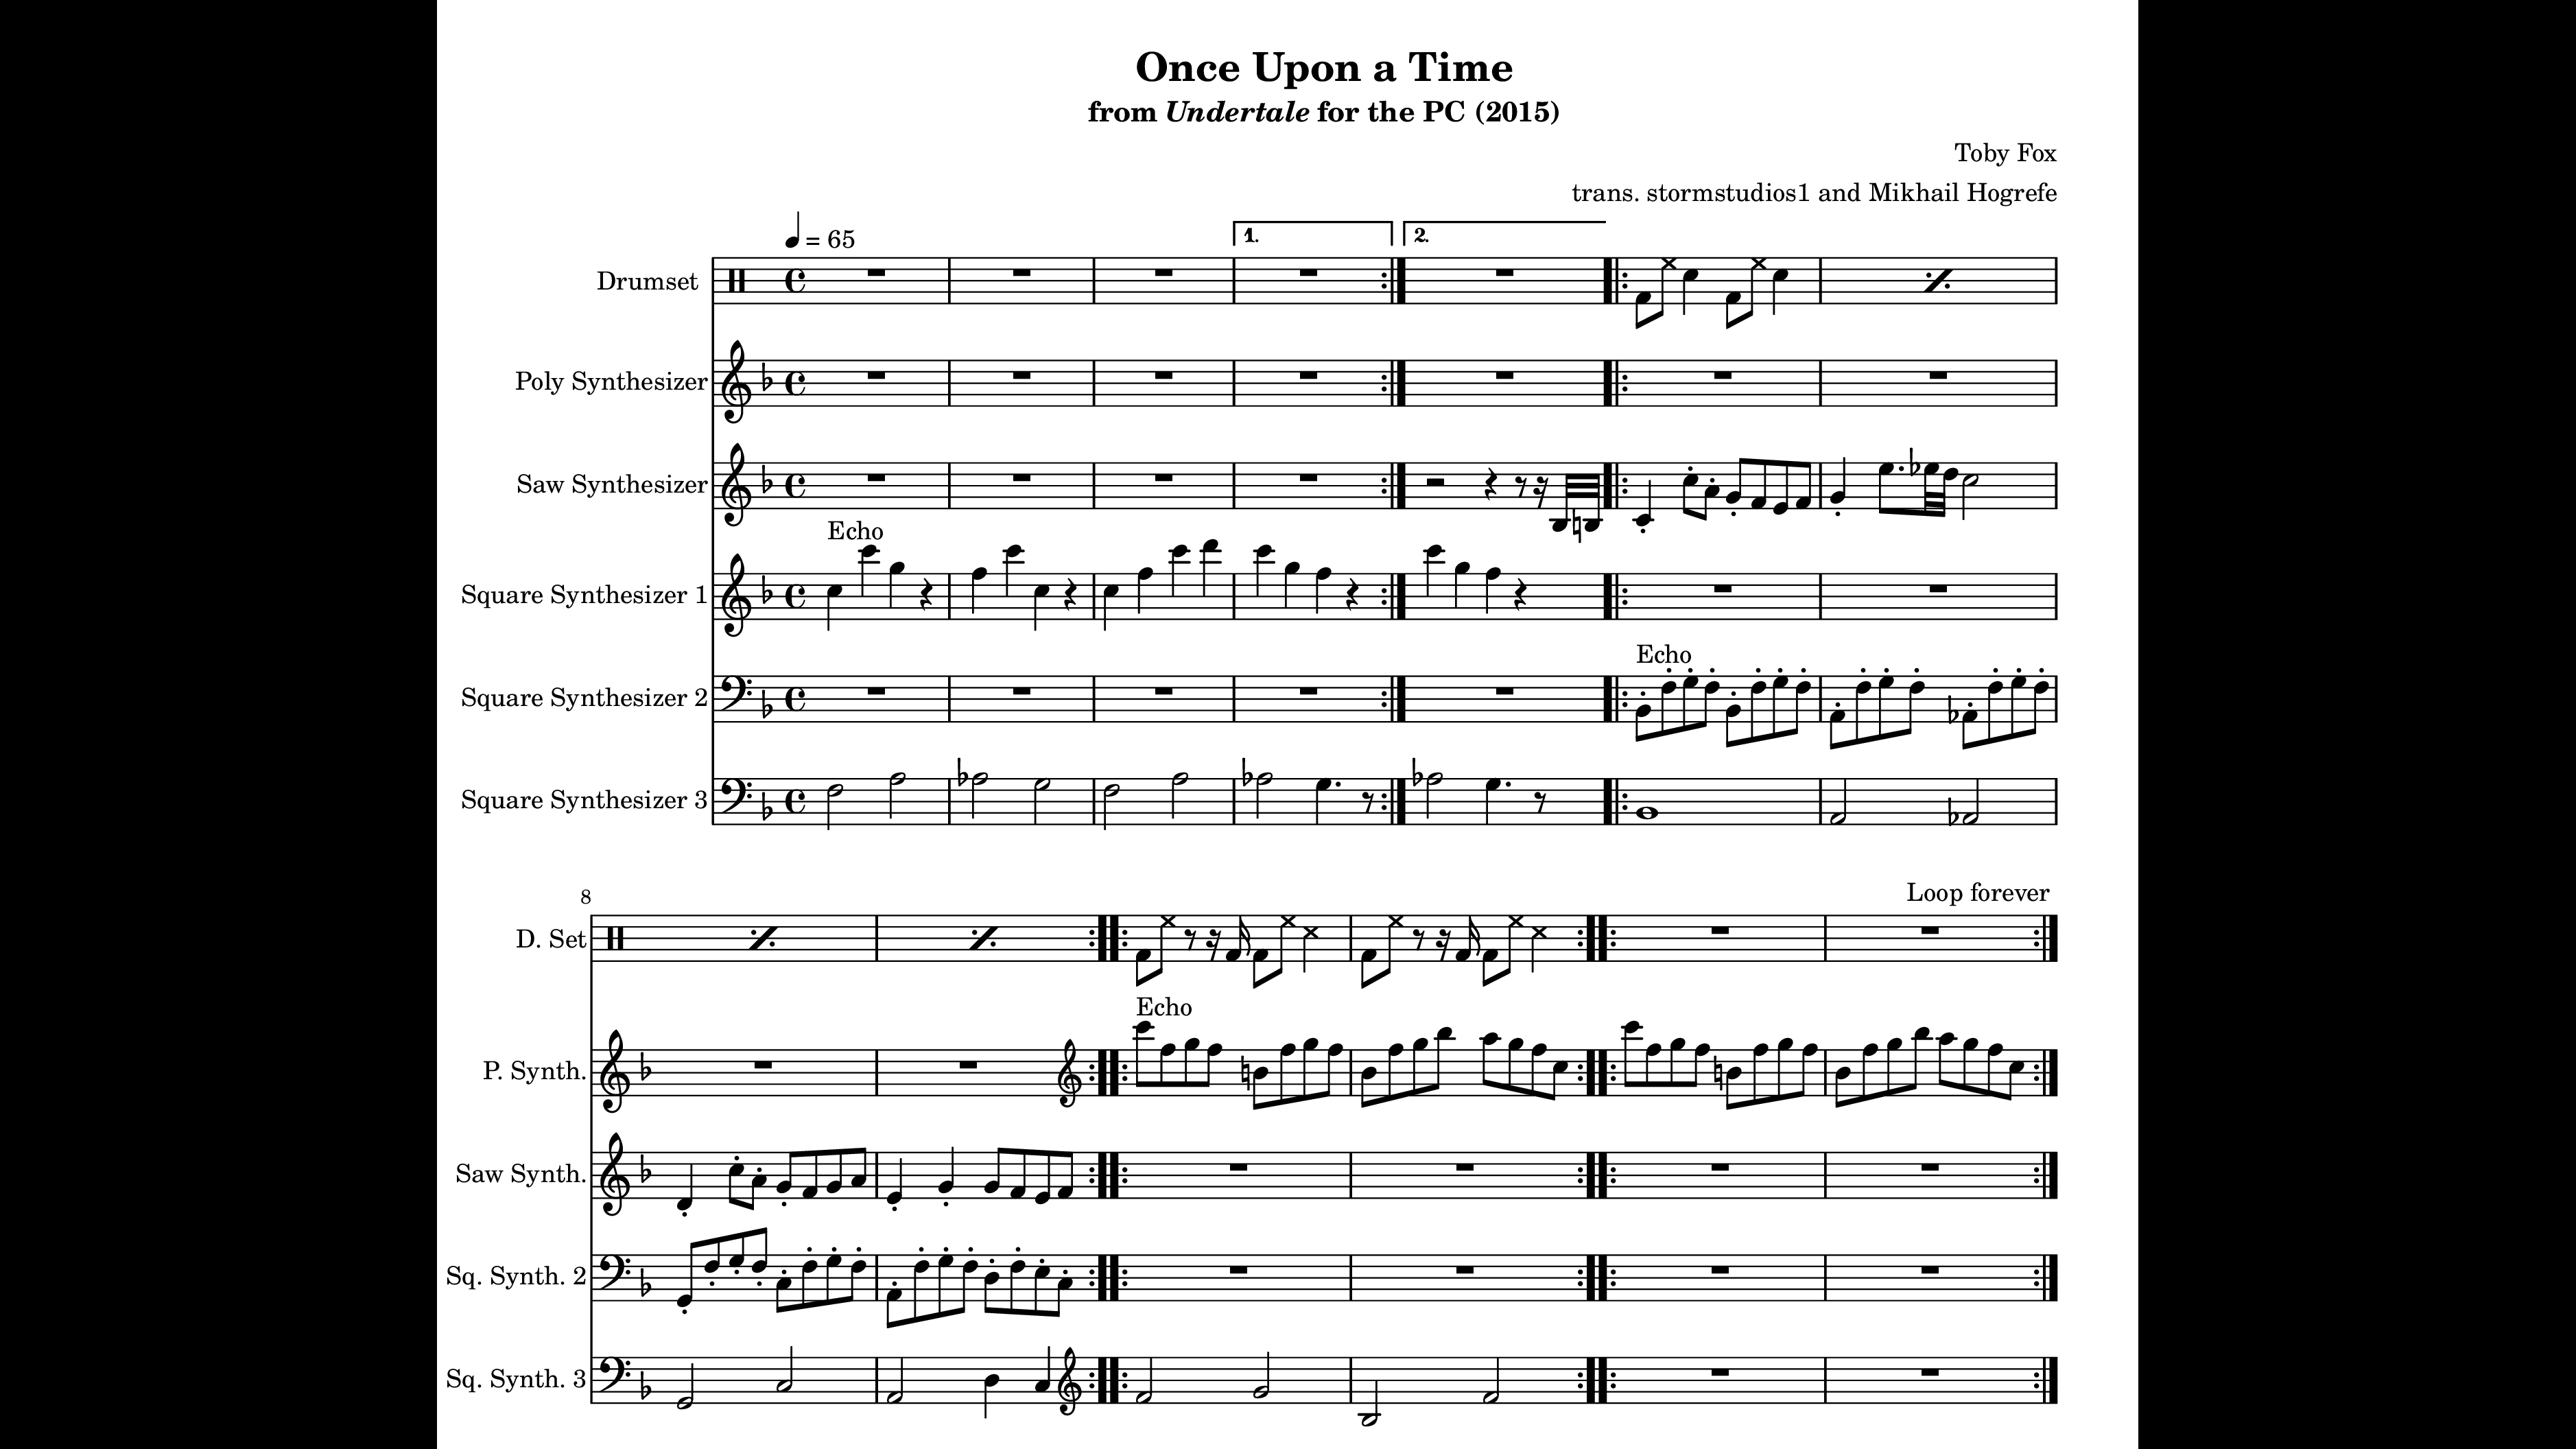 Once Upon a Time
from Undertale for the PC (2015)
Toby Fox
trans. stormstudios1 and Mikhail Hogrefe
= 65
1.
2.
Drumset
Poly Synthesizer
Saw Synthesizer
Echo
Square Synthesizer 1
Echo
Square Synthesizer 2
Square Synthesizer 3
8
Loop forever
D. Set
Echo
P. Synth.
Saw Synth.
Sq. Synth. 2
Sq. Synth. 3